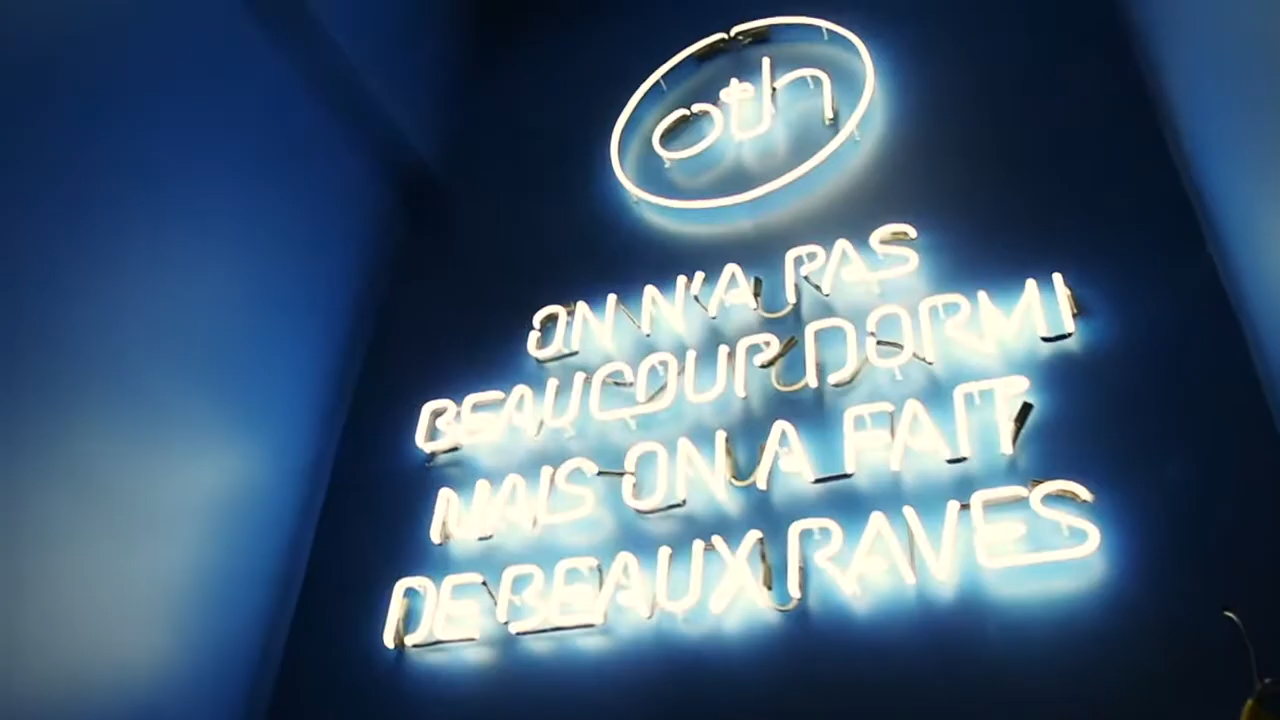 oth
ON N'A PAS
BEAUCOUP DORMI
MAIS ON A FAIT
DE BEAUX RAVES